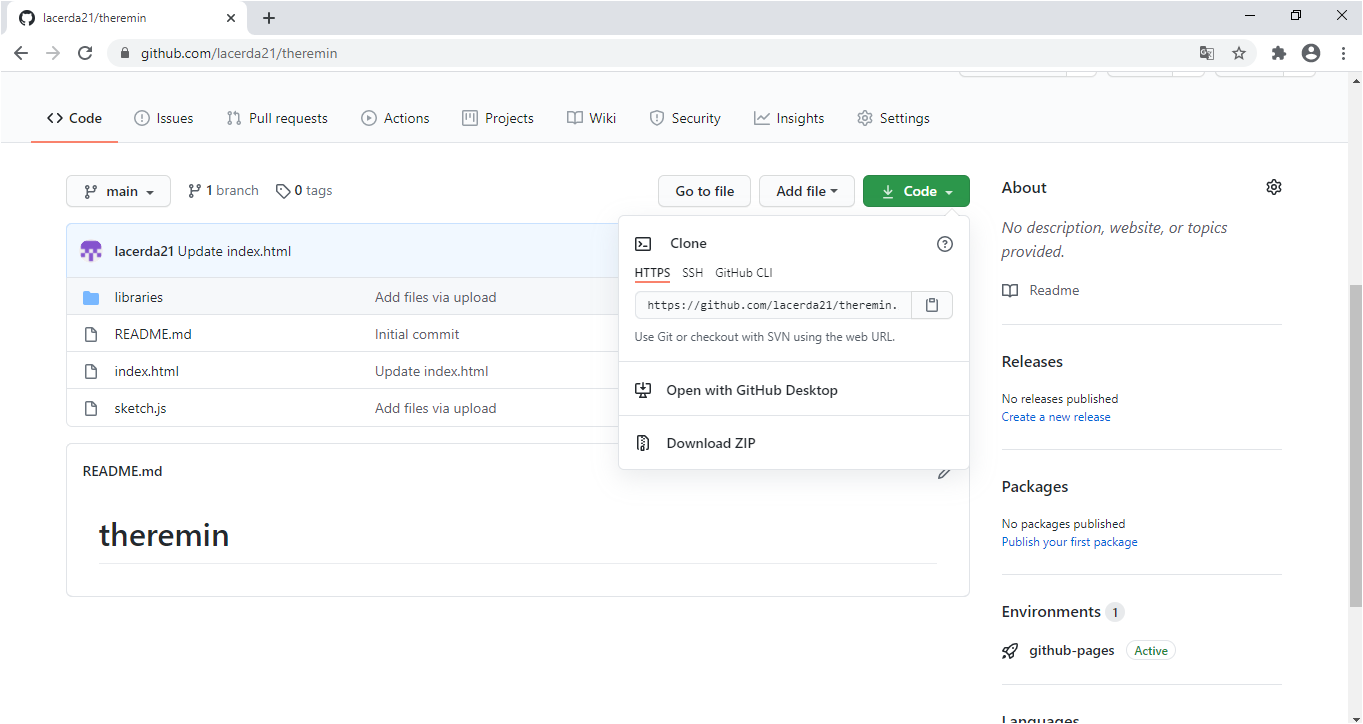 lacerda21/theremin
github.com/lacerda21/theremin
Code Issues Pull requests Actions Projects Wiki Security Insights Settings
main 1 branch 0 tags Go to file Add file Code
lacerda21 Update index.html
libraries Add files via upload
README.md Initial commit
index.html Update index.html
sketch.js Add files via upload
Clone
HTTPS SSH GitHub CLI
https://github.com/lacerda21/theremin.
Use Git or checkout with SVN using the web URL.
Open with GitHub Desktop
Download ZIP
README.md
theremin
About
No description, website, or topics
provided.
Readme
Releases
No releases published
Create a new release
Packages
No packages published
Publish your first package
Environments 1
github-pages Active
Languages